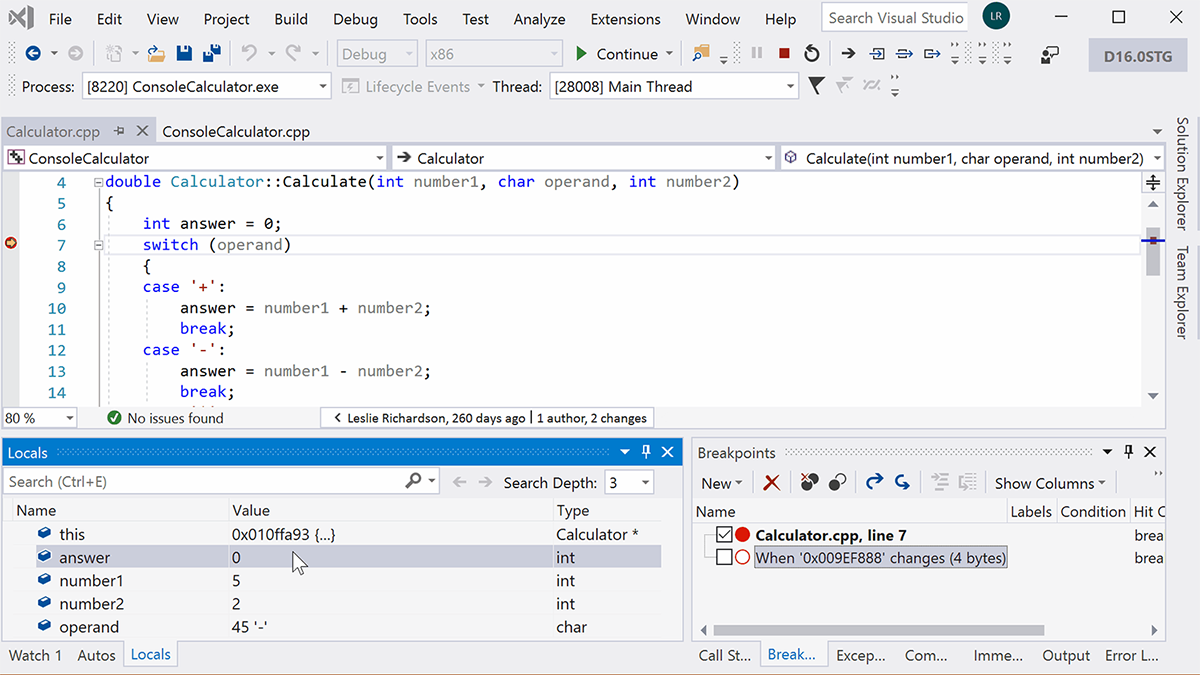 File Edit View Project Build Debug Tools Test Analyze Extensions Window Help Search Visual Studio LR
Debug x86 Continue D16.0STG
Process: [8220] ConsoleCalculator.exe Lifecycle Events Thread: [28008] Main Thread
Calculator.cpp ConsoleCalculator.cpp
ConsoleCalculator Calculator Calculate(int number1, char operand, int number2)
4 double Calculator::Calculate(int number1, char operand, int number2)
5 {
6 int answer = 0;
7 switch (operand)
8 {
9 case '+':
10 answer = number1 + number2;
11 break;
12 case '-':
13 answer = number1 - number2;
14 break;
80 % No issues found < Leslie Richardson, 260 days ago | 1 author, 2 changes
Solution Explorer
Team Explorer
Locals
Search (Ctrl+E) Search Depth: 3
Name Value Type
this 0x010ffa93 {...} Calculator *
answer 0 int
number1 5 int
number2 2 int
operand 45 '-' char
Watch 1 Autos Locals
Breakpoints
New Show Columns
Name Labels Condition Hit C
Calculator.cpp, line 7 brea
When '0x009EF888' changes (4 bytes) brea
Call St... Break... Excep... Com... Imme... Output Error L...